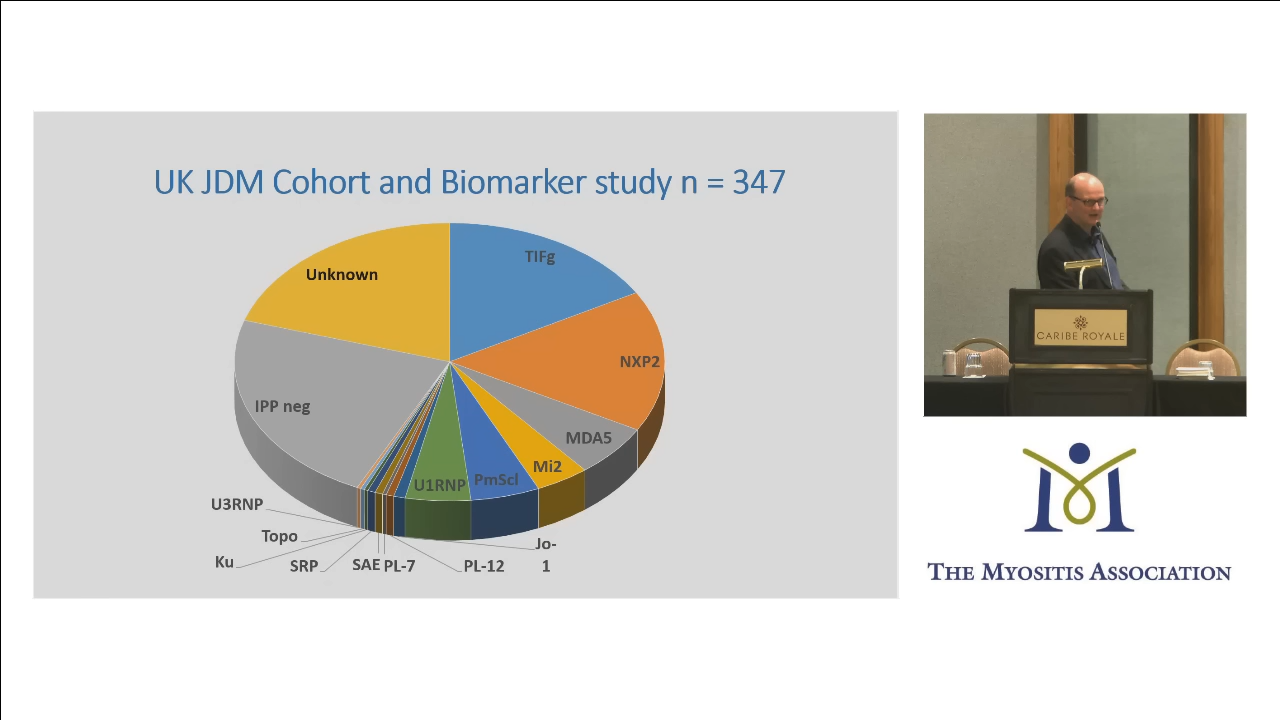 UK JDM Cohort and Biomarker study n = 347
TIFg
Unknown
NXP2
IPP neg
MDA5
Mi2
PmScl
U1RNP
U3RNP
Topo
Jo-
1
Ku
SRP
SAE
PL-7
PL-12
CARIBE ROYALE
THE MYOSITIS ASSOCIATION